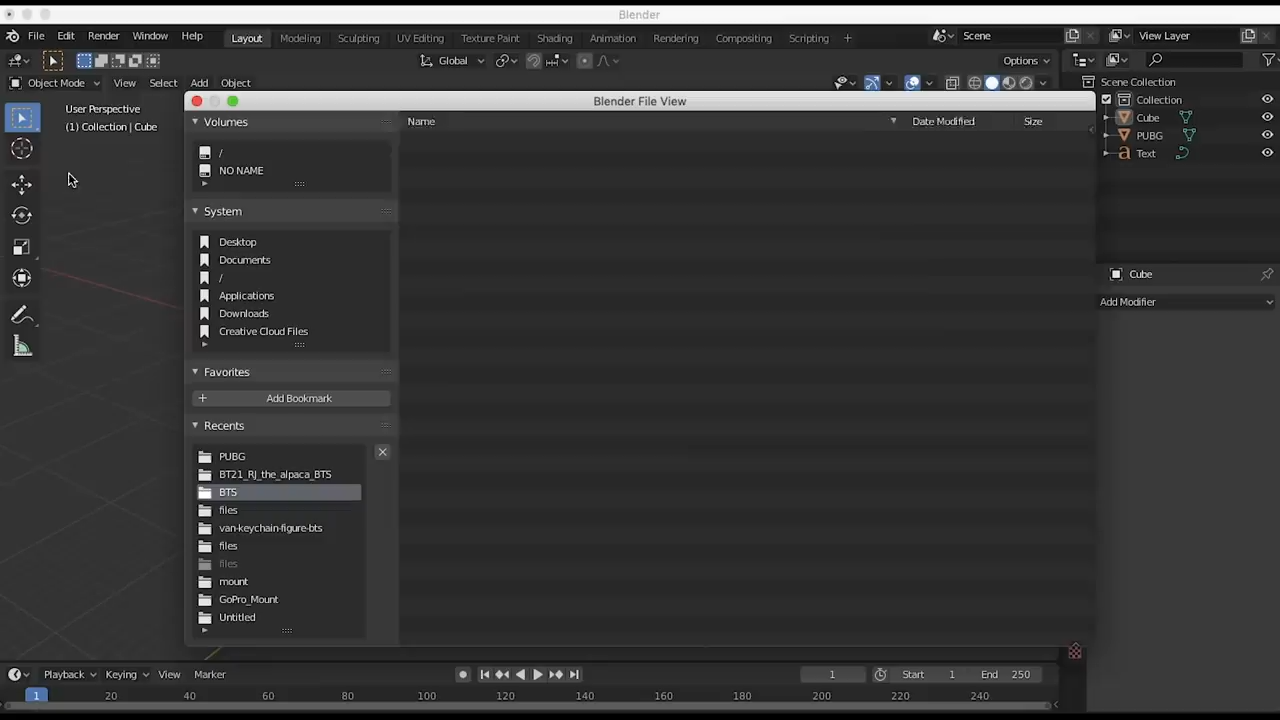 Blender
File Edit Render Window Help Layout Modeling Sculpting UV Editing Texture Paint Shading Animation Rendering Compositing Scripting + Scene View Layer
Global Options
Object Mode View Select Add Object Scene Collection
Blender File View
User Perspective
(1) Collection | Cube
Volumes
/
NO NAME
System
Desktop
Documents
/
Applications
Downloads
Creative Cloud Files
Favorites
+ Add Bookmark
Recents
PUBG
BT21_RJ_the_alpaca_BTS
BTS
files
van-keychain-figure-bts
files
files
mount
GoPro_Mount
Untitled
Name Date Modified Size
Collection
Cube
PUBG
Text
Cube
Add Modifier
Playback Keying View Marker 1 Start 1 End 250
1 20 40 60 80 100 120 140 160 180 200 220 240